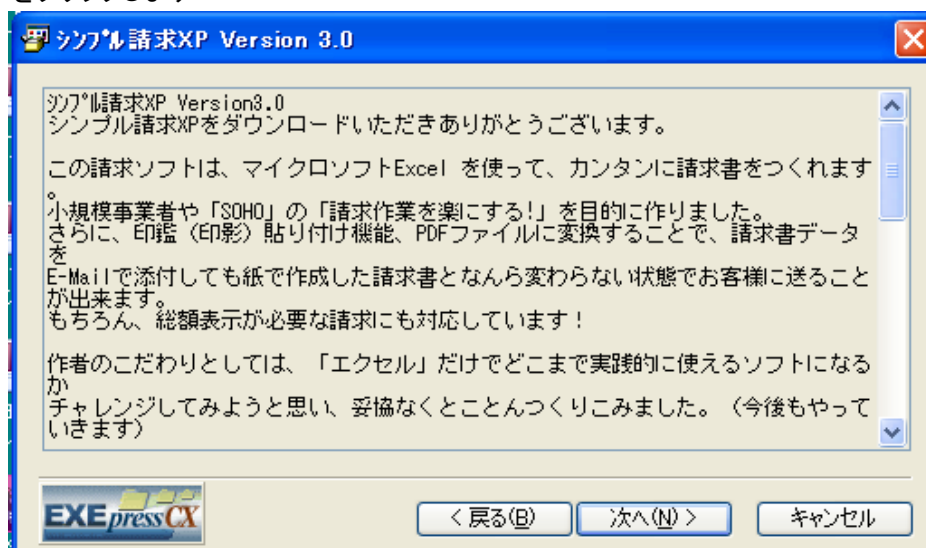 シンプル請求XP Version 3.0
シンプル請求XP Version3.0
シンプル請求XPをダウンロードいただきありがとうございます。
この請求ソフトは、マイクロソフトExcel を使って、カンタンに請求書をつくれます
。
小規模事業者や「SOHO」の「請求作業を楽にする!」を目的に作りました。
さらに、印鑑（印影）貼り付け機能、PDFファイルに変換することで、請求書データ
を
E-Mailで添付しても紙で作成した請求書となんら変わらない状態でお客様に送ること
が出来ます。
もちろん、総額表示が必要な請求にも対応しています！
作者のこだわりとしては、「エクセル」だけでどこまで実践的に使えるソフトになる
か
チャレンジしてみようと思い、妥協なくとことんつくりこみました。（今後もやって
いきます）
EXEpressCX
< 戻る(B)
次へ(N) >
キャンセル